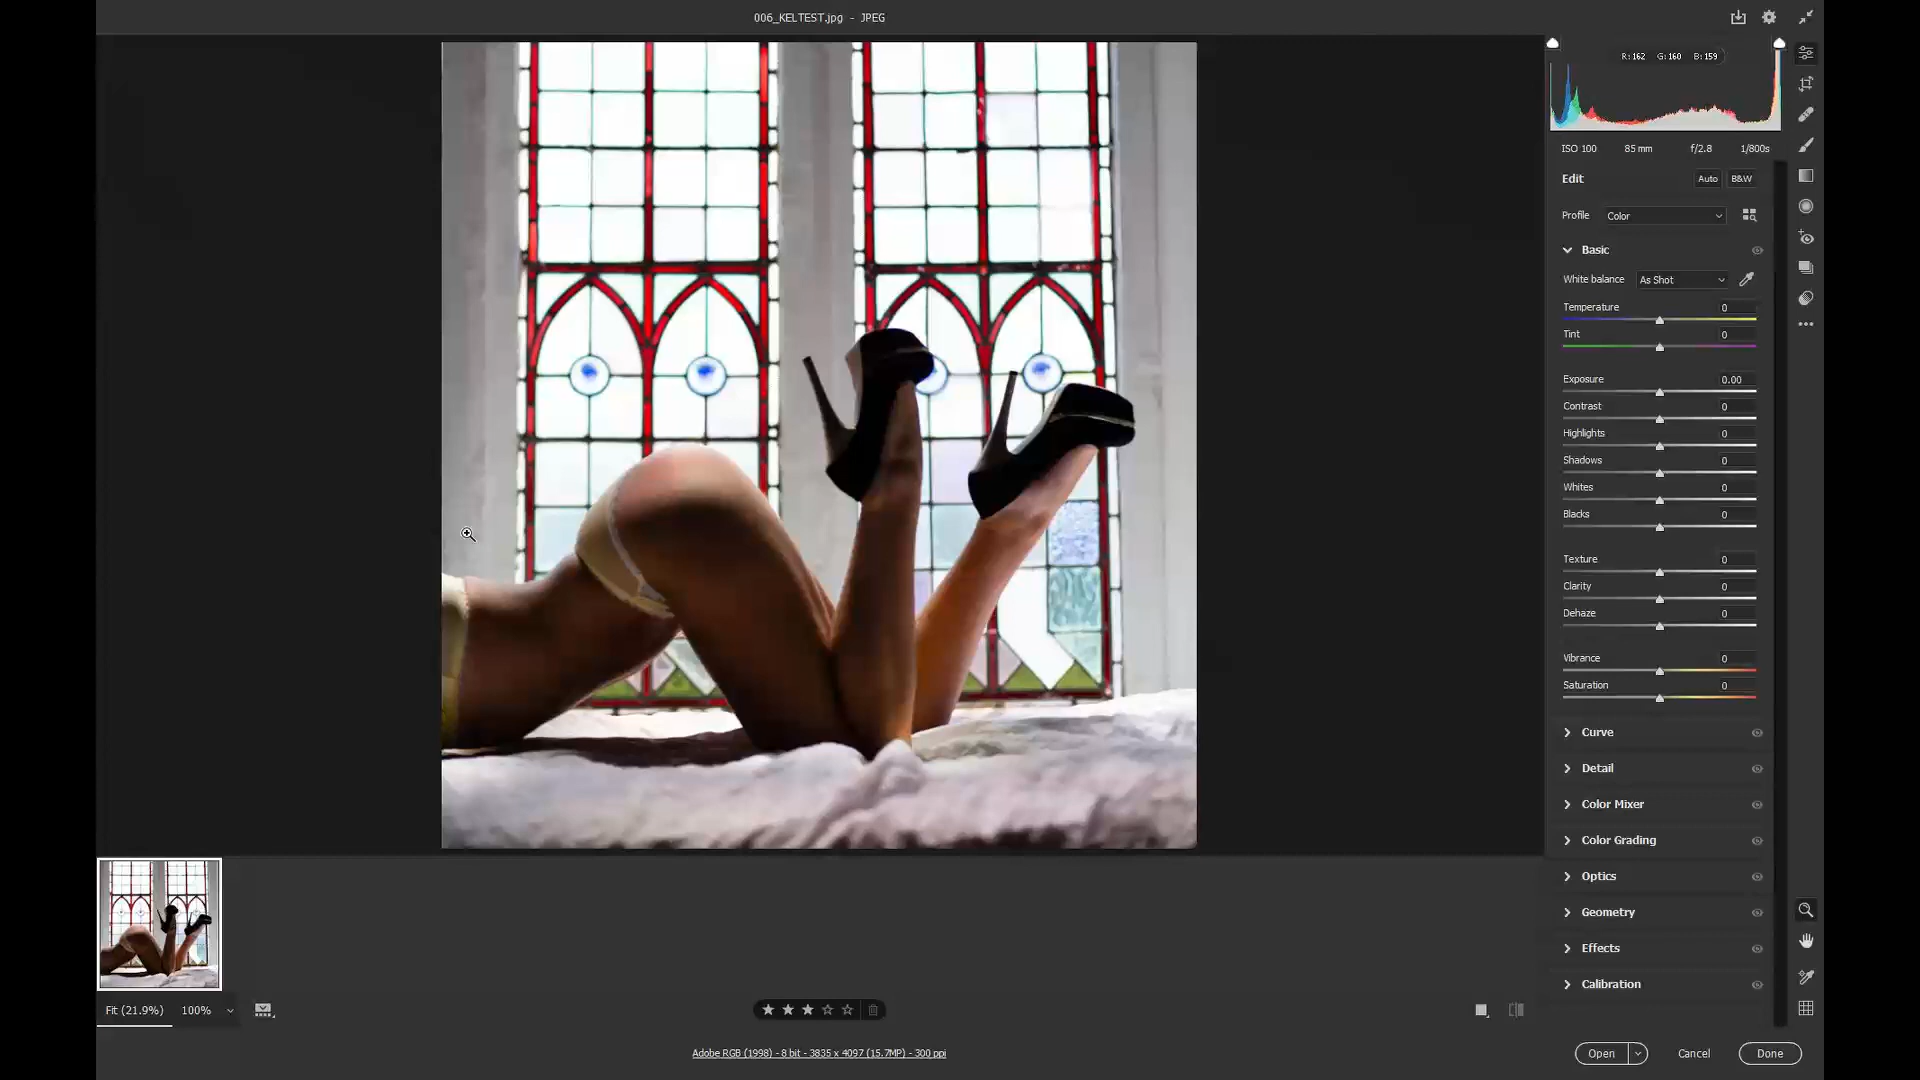 006_KELTEST.jpg - JPEG
R:162 G:160 B:159
ISO 100 85 mm f/2.8 1/800s
Edit Auto B&W
Profile Color
Basic
White balance As Shot
Temperature 0
Tint 0
Exposure 0.00
Contrast 0
Highlights 0
Shadows 0
Whites 0
Blacks 0
Texture 0
Clarity 0
Dehaze 0
Vibrance 0
Saturation 0
Curve
Detail
Color Mixer
Color Grading
Optics
Geometry
Effects
Calibration
Fit (21.9%) 100%
Adobe RGB (1998) - 8 bit - 3835 x 4097 (15.7MP) - 300 ppi
Open Cancel Done